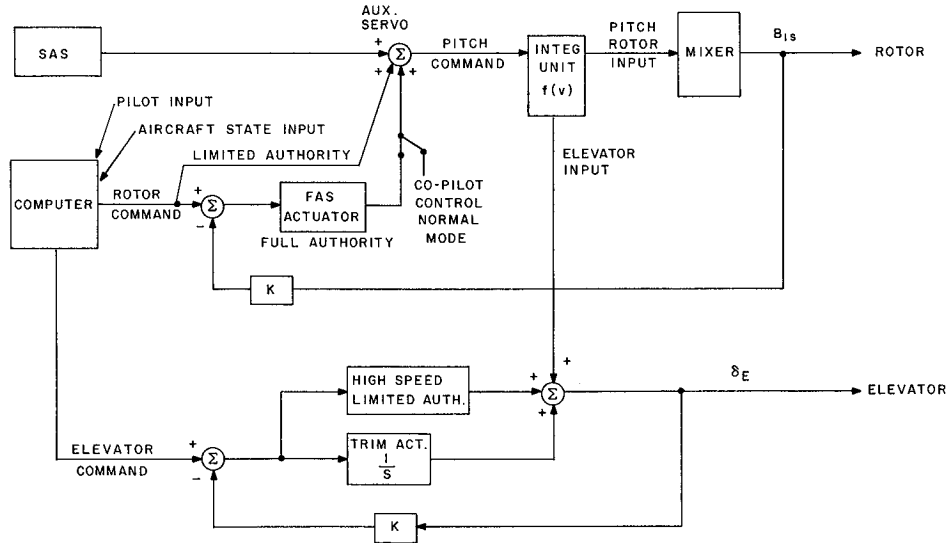 AUX.
SERVO
SAS
+
+
+
Σ
PITCH
COMMAND
INTEG
UNIT
f(v)
PITCH
ROTOR
INPUT
MIXER
B1s
ROTOR
PILOT INPUT
AIRCRAFT STATE INPUT
LIMITED AUTHORITY
COMPUTER
ROTOR
COMMAND
+
−
Σ
FAS
ACTUATOR
FULL AUTHORITY
CO-PILOT
CONTROL
NORMAL
MODE
ELEVATOR
INPUT
K
HIGH SPEED
LIMITED AUTH.
+
+
+
Σ
δE
ELEVATOR
ELEVATOR
COMMAND
+
−
Σ
TRIM ACT.
1
S
K